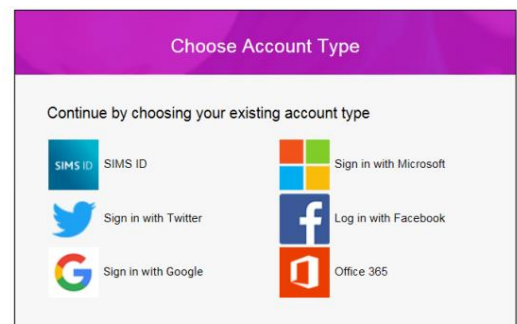 Choose Account Type
Continue by choosing your existing account type
SIMS ID SIMS ID
Sign in with Microsoft
Sign in with Twitter
Log in with Facebook
Sign in with Google
Office 365